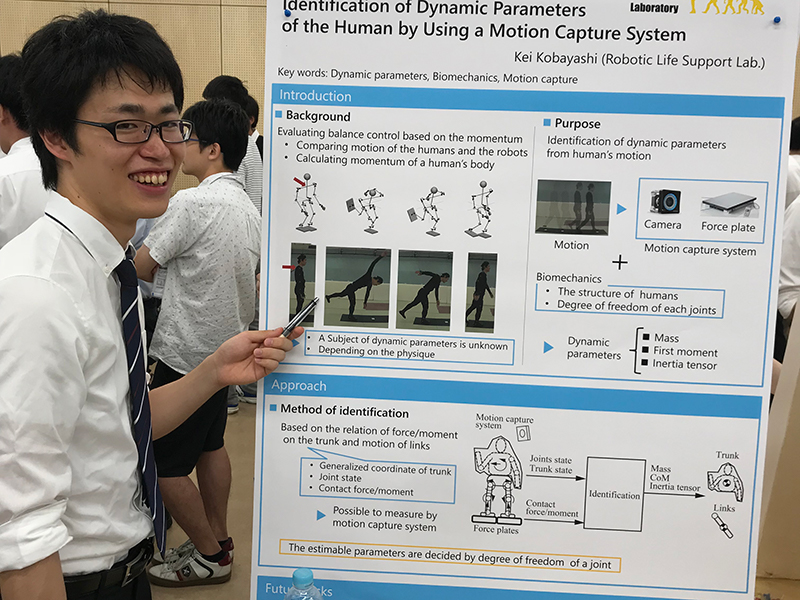 Identification of Dynamic Parameters
of the Human by Using a Motion Capture System
Laboratory
Kei Kobayashi (Robotic Life Support Lab.)
Key words: Dynamic parameters, Biomechanics, Motion capture
Introduction
Background
Evaluating balance control based on the momentum
• Comparing motion of the humans and the robots
• Calculating momentum of a human's body
• A Subject of dynamic parameters is unknown
• Depending on the physique
Purpose
Identification of dynamic parameters
from human's motion
Motion
Camera
Force plate
Motion capture system
+
Biomechanics
• The structure of humans
• Degree of freedom of each joints
Dynamic
parameters
Mass
First moment
Inertia tensor
Approach
Method of identification
Based on the relation of force/moment
on the trunk and motion of links
• Generalized coordinate of trunk
• Joint state
• Contact force/moment
Possible to measure by
motion capture system
Motion capture
system
Joints state
Trunk state
Contact
force/moment
Force plates
Identification
Mass
CoM
Inertia tensor
Trunk
Links
The estimable parameters are decided by degree of freedom of a joint